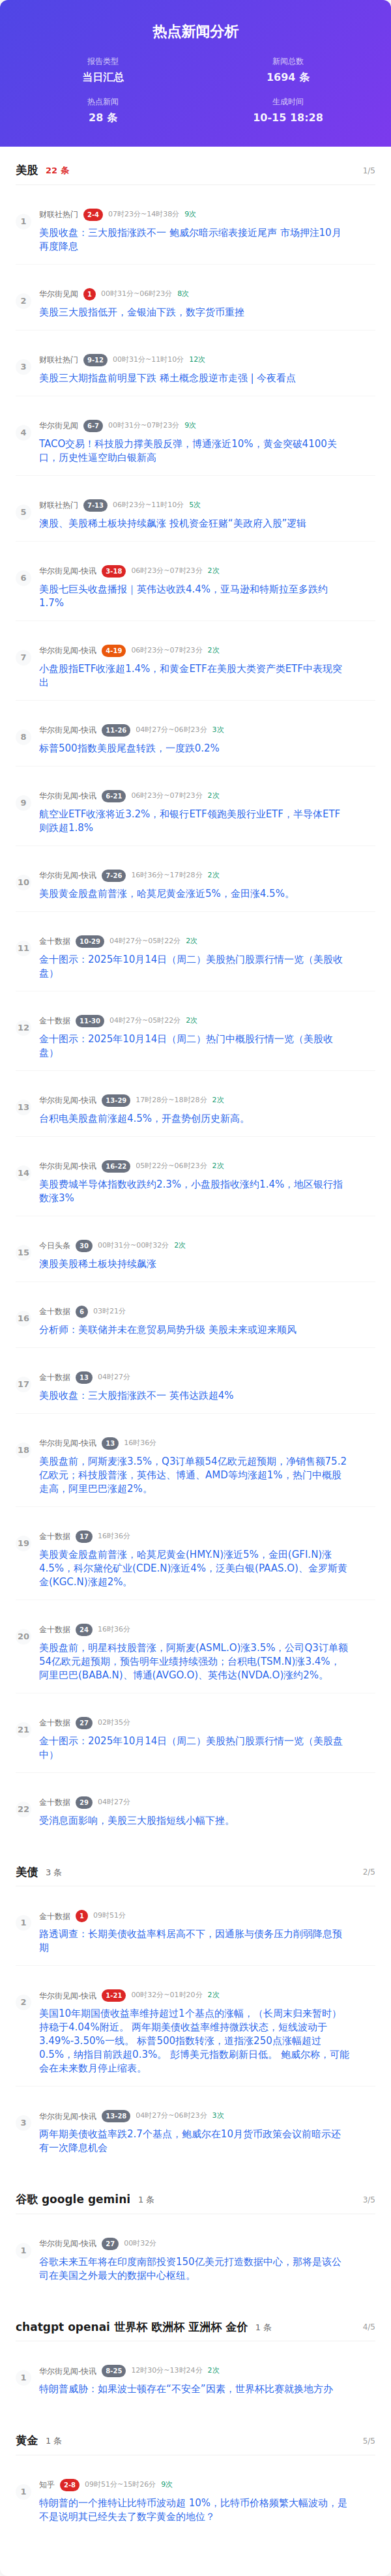 热点新闻分析
报告类型
新闻总数
当日汇总
1694 条
热点新闻
生成时间
28 条
10-15 18:28
美股 22 条 1/5
1
财联社热门 2-4 07时23分~14时38分 9次
美股收盘：三大股指涨跌不一 鲍威尔暗示缩表接近尾声 市场押注10月
再度降息
2
华尔街见闻 1 00时31分~06时23分 8次
美股三大股指低开，金银油下跌，数字货币重挫
3
财联社热门 9-12 00时31分~11时10分 12次
美股三大期指盘前明显下跌 稀土概念股逆市走强 | 今夜看点
4
华尔街见闻 6-7 00时31分~07时23分 9次
TACO交易！科技股力撑美股反弹，博通涨近10%，黄金突破4100关
口，历史性逼空助白银新高
5
财联社热门 7-13 06时23分~11时10分 5次
澳股、美股稀土板块持续飙涨 投机资金狂赌“美政府入股”逻辑
6
华尔街见闻-快讯 3-18 06时23分~07时23分 2次
美股七巨头收盘播报｜英伟达收跌4.4%，亚马逊和特斯拉至多跌约
1.7%
7
华尔街见闻-快讯 4-19 06时23分~07时23分 2次
小盘股指ETF收涨超1.4%，和黄金ETF在美股大类资产类ETF中表现突
出
8
华尔街见闻-快讯 11-26 04时27分~06时23分 3次
标普500指数美股尾盘转跌，一度跌0.2%
9
华尔街见闻-快讯 6-21 06时23分~07时23分 2次
航空业ETF收涨将近3.2%，和银行ETF领跑美股行业ETF，半导体ETF
则跌超1.8%
10
华尔街见闻-快讯 7-26 16时36分~17时28分 2次
美股黄金股盘前普涨，哈莫尼黄金涨近5%，金田涨4.5%。
11
金十数据 10-29 04时27分~05时22分 2次
金十图示：2025年10月14日（周二）美股热门股票行情一览（美股收
盘）
12
金十数据 11-30 04时27分~05时22分 2次
金十图示：2025年10月14日（周二）热门中概股行情一览（美股收
盘）
13
华尔街见闻-快讯 13-29 17时28分~18时28分 2次
台积电美股盘前涨超4.5%，开盘势创历史新高。
14
华尔街见闻-快讯 16-22 05时22分~06时23分 2次
美股费城半导体指数收跌约2.3%，小盘股指收涨约1.4%，地区银行指
数涨3%
15
今日头条 30 00时31分~00时32分 2次
澳股美股稀土板块持续飙涨
16
金十数据 6 03时21分
分析师：美联储并未在意贸易局势升级 美股未来或迎来顺风
17
金十数据 13 04时27分
美股收盘：三大股指涨跌不一 英伟达跌超4%
18
华尔街见闻-快讯 13 16时36分
美股盘前，阿斯麦涨3.5%，Q3订单额54亿欧元超预期，净销售额75.2
亿欧元；科技股普涨，英伟达、博通、AMD等均涨超1%，热门中概股
走高，阿里巴巴涨超2%。
19
金十数据 17 16时36分
美股黄金股盘前普涨，哈莫尼黄金(HMY.N)涨近5%，金田(GFI.N)涨
4.5%，科尔黛伦矿业(CDE.N)涨近4%，泛美白银(PAAS.O)、金罗斯黄
金(KGC.N)涨超2%。
20
金十数据 24 16时36分
美股盘前，明星科技股普涨，阿斯麦(ASML.O)涨3.5%，公司Q3订单额
54亿欧元超预期，预告明年业绩持续强劲；台积电(TSM.N)涨3.4%，
阿里巴巴(BABA.N)、博通(AVGO.O)、英伟达(NVDA.O)涨约2%。
21
金十数据 27 02时35分
金十图示：2025年10月14日（周二）美股热门股票行情一览（美股盘
中）
22
金十数据 29 04时27分
受消息面影响，美股三大股指短线小幅下挫。
美债 3 条 2/5
1
金十数据 1 09时51分
路透调查：长期美债收益率料居高不下，因通胀与债务压力削弱降息预
期
2
华尔街见闻-快讯 1-21 00时32分~01时20分 2次
美国10年期国债收益率维持超过1个基点的涨幅，（长周末归来暂时）
持稳于4.04%附近。 两年期美债收益率维持微跌状态，短线波动于
3.49%-3.50%一线。 标普500指数转涨，道指涨250点涨幅超过
0.5%，纳指目前跌超0.3%。 彭博美元指数刷新日低。 鲍威尔称，可能
会在未来数月停止缩表。
3
华尔街见闻-快讯 13-28 04时27分~06时23分 3次
两年期美债收益率跌2.7个基点，鲍威尔在10月货币政策会议前暗示还
有一次降息机会
谷歌 google gemini 1 条 3/5
1
华尔街见闻-快讯 27 00时32分
谷歌未来五年将在印度南部投资150亿美元打造数据中心，那将是该公
司在美国之外最大的数据中心枢纽。
chatgpt openai 世界杯 欧洲杯 亚洲杯 金价 1 条 4/5
1
华尔街见闻-快讯 8-25 12时30分~13时24分 2次
特朗普威胁：如果波士顿存在“不安全”因素，世界杯比赛就换地方办
黄金 1 条 5/5
1
知乎 2-8 09时51分~15时26分 9次
特朗普的一个推特让比特币波动超 10%，比特币价格频繁大幅波动，是
不是说明其已经失去了数字黄金的地位？